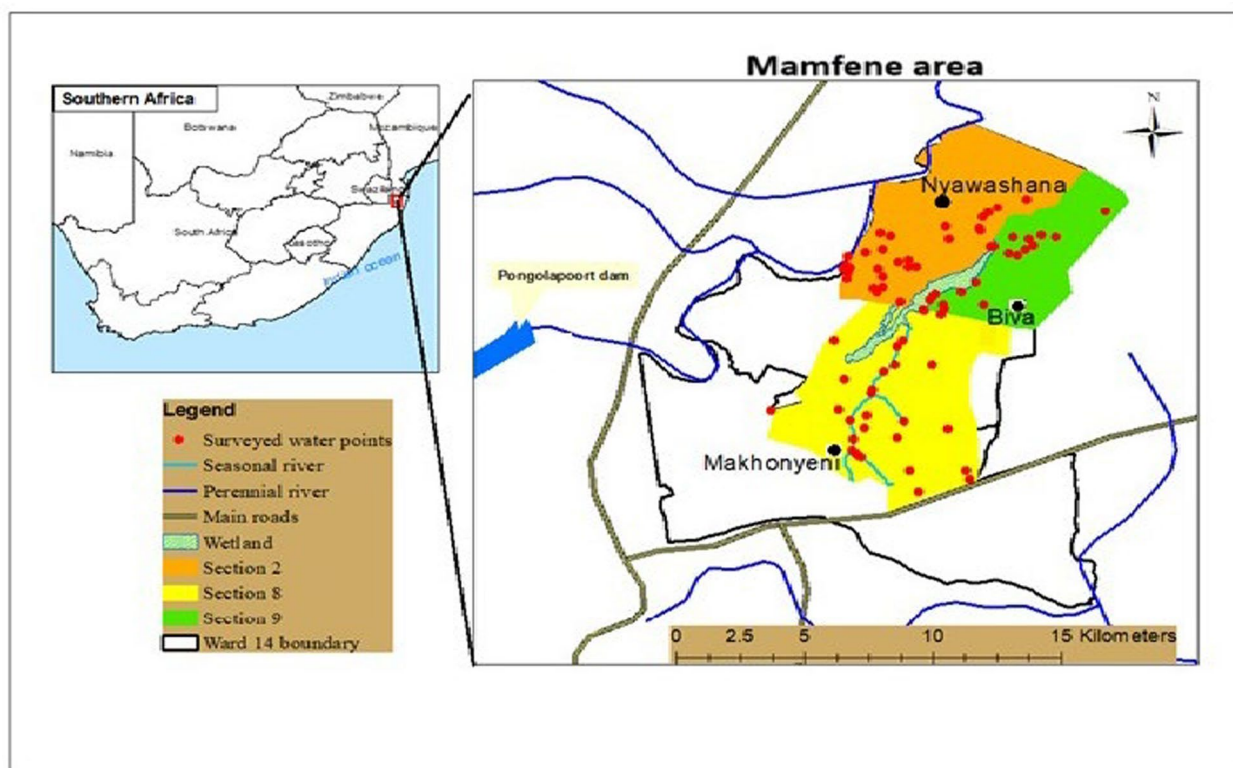 Mamfene area
Southern Africa
Zimbabwe
Botswana
Mozambique
Namibia
Swaziland
South Africa
Lesotho
Indian ocean
N
Nyawashana
Pongolapoort dam
Biva
Makhonyeni
Legend
Surveyed water points
Seasonal river
Perennial river
Main roads
Wetland
Section 2
Section 8
Section 9
Ward 14 boundary
0 2.5 5 10 15 Kilometers